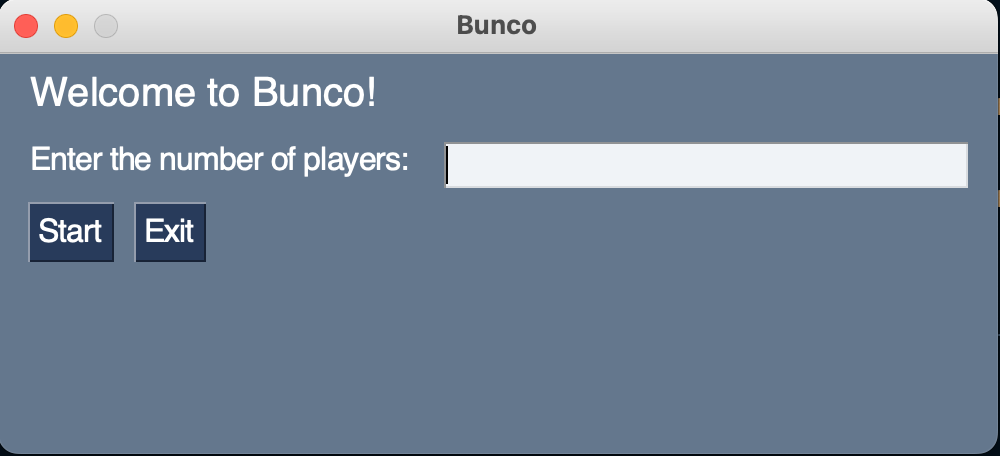 Bunco
Welcome to Bunco!
Enter the number of players:
Start Exit